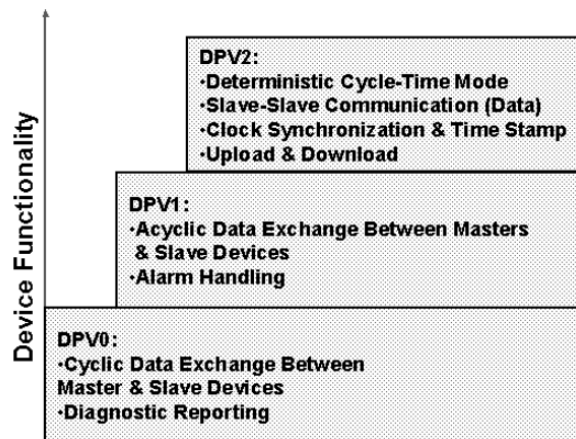 Device Functionality
DPV2:
·Deterministic Cycle-Time Mode
·Slave-Slave Communication (Data)
·Clock Synchronization & Time Stamp
·Upload & Download
DPV1:
·Acyclic Data Exchange Between Masters
& Slave Devices
·Alarm Handling
DPV0:
·Cyclic Data Exchange Between
Master & Slave Devices
·Diagnostic Reporting